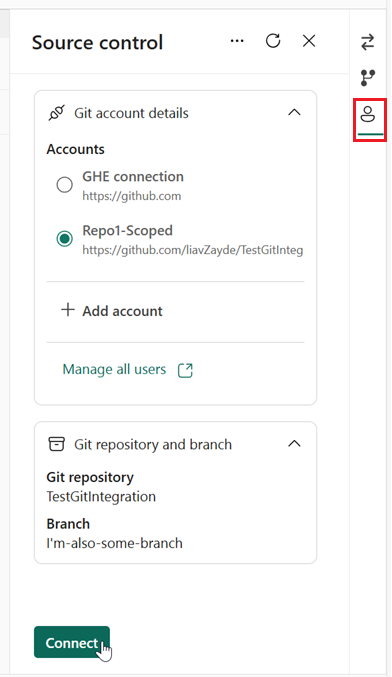 Source control
Git account details
Accounts
GHE connection
https://github.com
Repo1-Scoped
https://github.com/liavZayde/TestGitInteg
Add account
Manage all users
Git repository and branch
Git repository
TestGitIntegration
Branch
I'm-also-some-branch
Connect